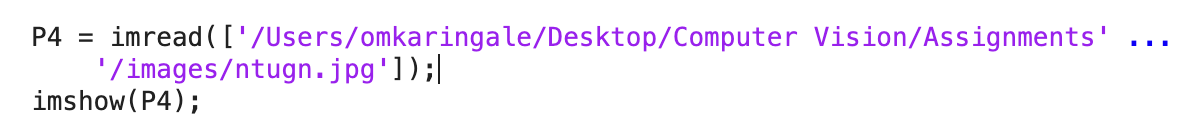 P4 = imread(['/Users/omkaringale/Desktop/Computer Vision/Assignments' ...
'/images/ntugn.jpg']);
imshow(P4);